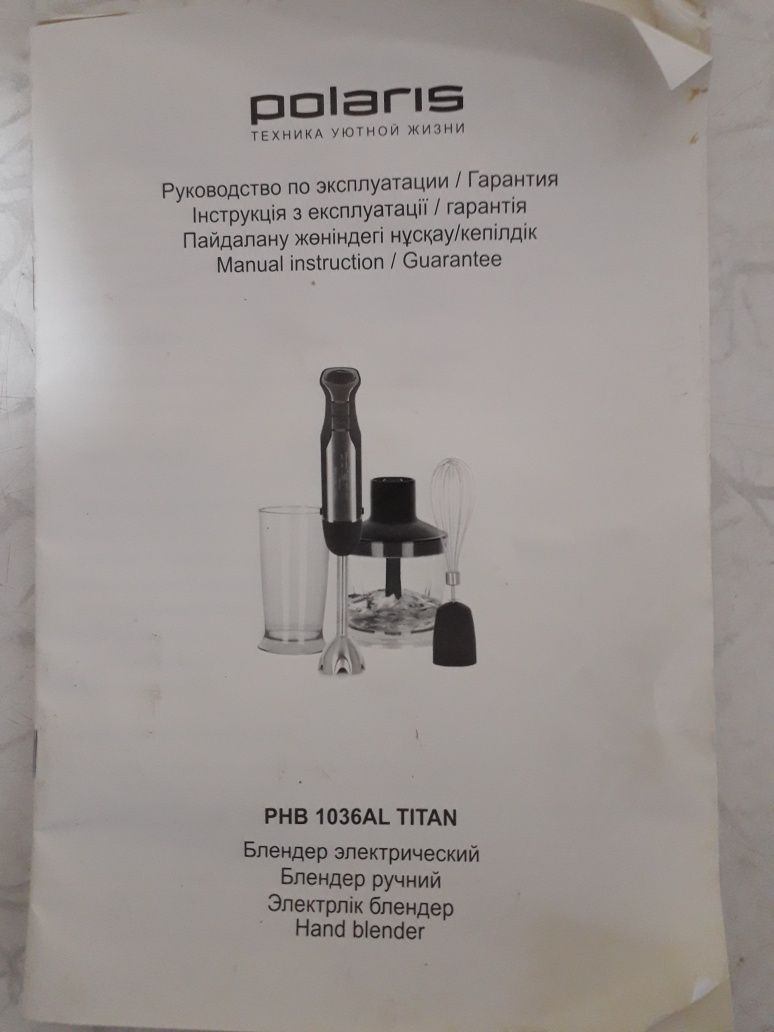 polaris
ТЕХНИКА УЮТНОЙ ЖИЗНИ
Руководство по эксплуатации / Гарантия
Інструкція з експлуатації / гарантія
Пайдалану жөніндегі нұсқау/кепілдік
Manual instruction / Guarantee
PHB 1036AL TITAN
Блендер электрический
Блендер ручний
Электрлік блендер
Hand blender